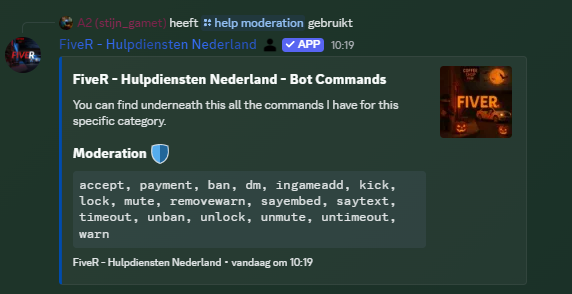 A2 (stijn_gamet) heeft help moderation gebruikt
FiveR - Hulpdiensten Nederland APP 10:19
FiveR - Hulpdiensten Nederland - Bot Commands
You can find underneath this all the commands I have for this
specific category.
Moderation
accept, payment, ban, dm, ingameadd, kick,
lock, mute, removewarn, sayembed, saytext,
timeout, unban, unlock, unmute, untimeout,
warn
FiveR - Hulpdiensten Nederland • vandaag om 10:19
FIVER
FIVER